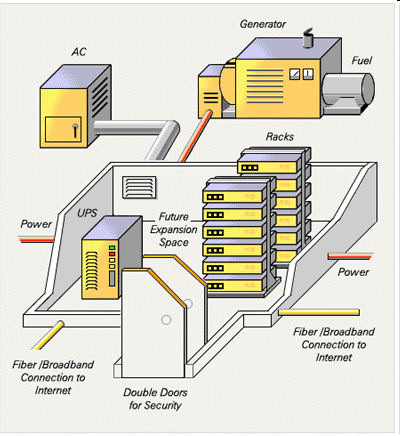 Generator
AC
Fuel
Racks
Power
UPS
Future
Expansion
Space
Power
Fiber /Broadband
Connection to
Internet
Fiber /Broadband
Connection to
Internet
Double Doors
for Security